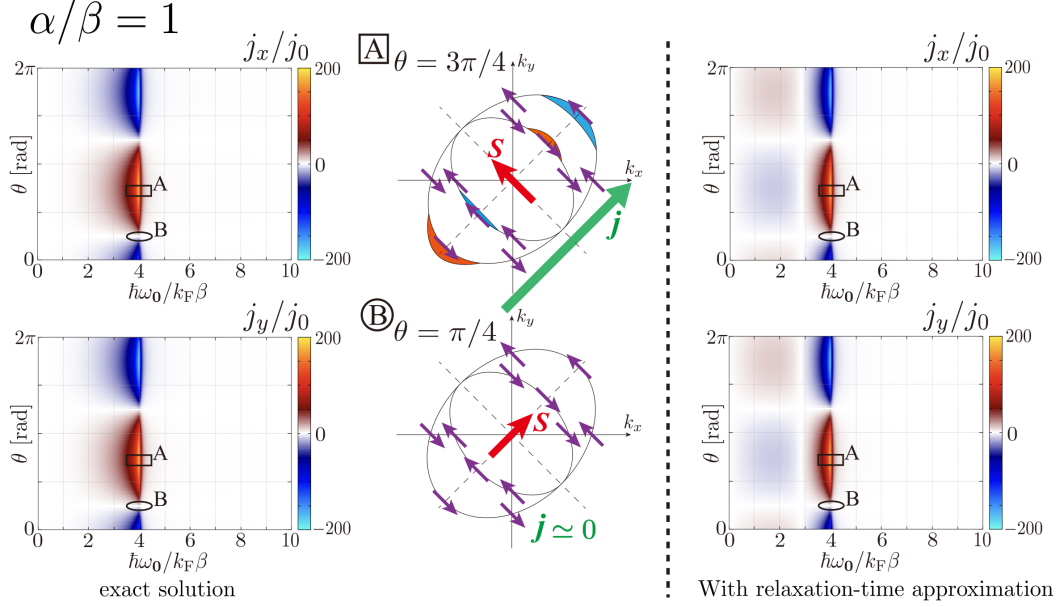 α/β = 1
j_x/j_0
2π
θ [rad]
0
0 2 4 6 8 10
ħω_0/k_Fβ
A
B
200
0
−200
j_y/j_0
2π
θ [rad]
0
0 2 4 6 8 10
ħω_0/k_Fβ
A
B
200
0
−200
exact solution
A θ = 3π/4
k_y
k_x
S
j
B θ = π/4
k_y
k_x
S
j ≃ 0
j_x/j_0
2π
θ [rad]
0
0 2 4 6 8 10
ħω_0/k_Fβ
A
B
200
0
−200
j_y/j_0
2π
θ [rad]
0
0 2 4 6 8 10
ħω_0/k_Fβ
A
B
200
0
−200
With relaxation-time approximation